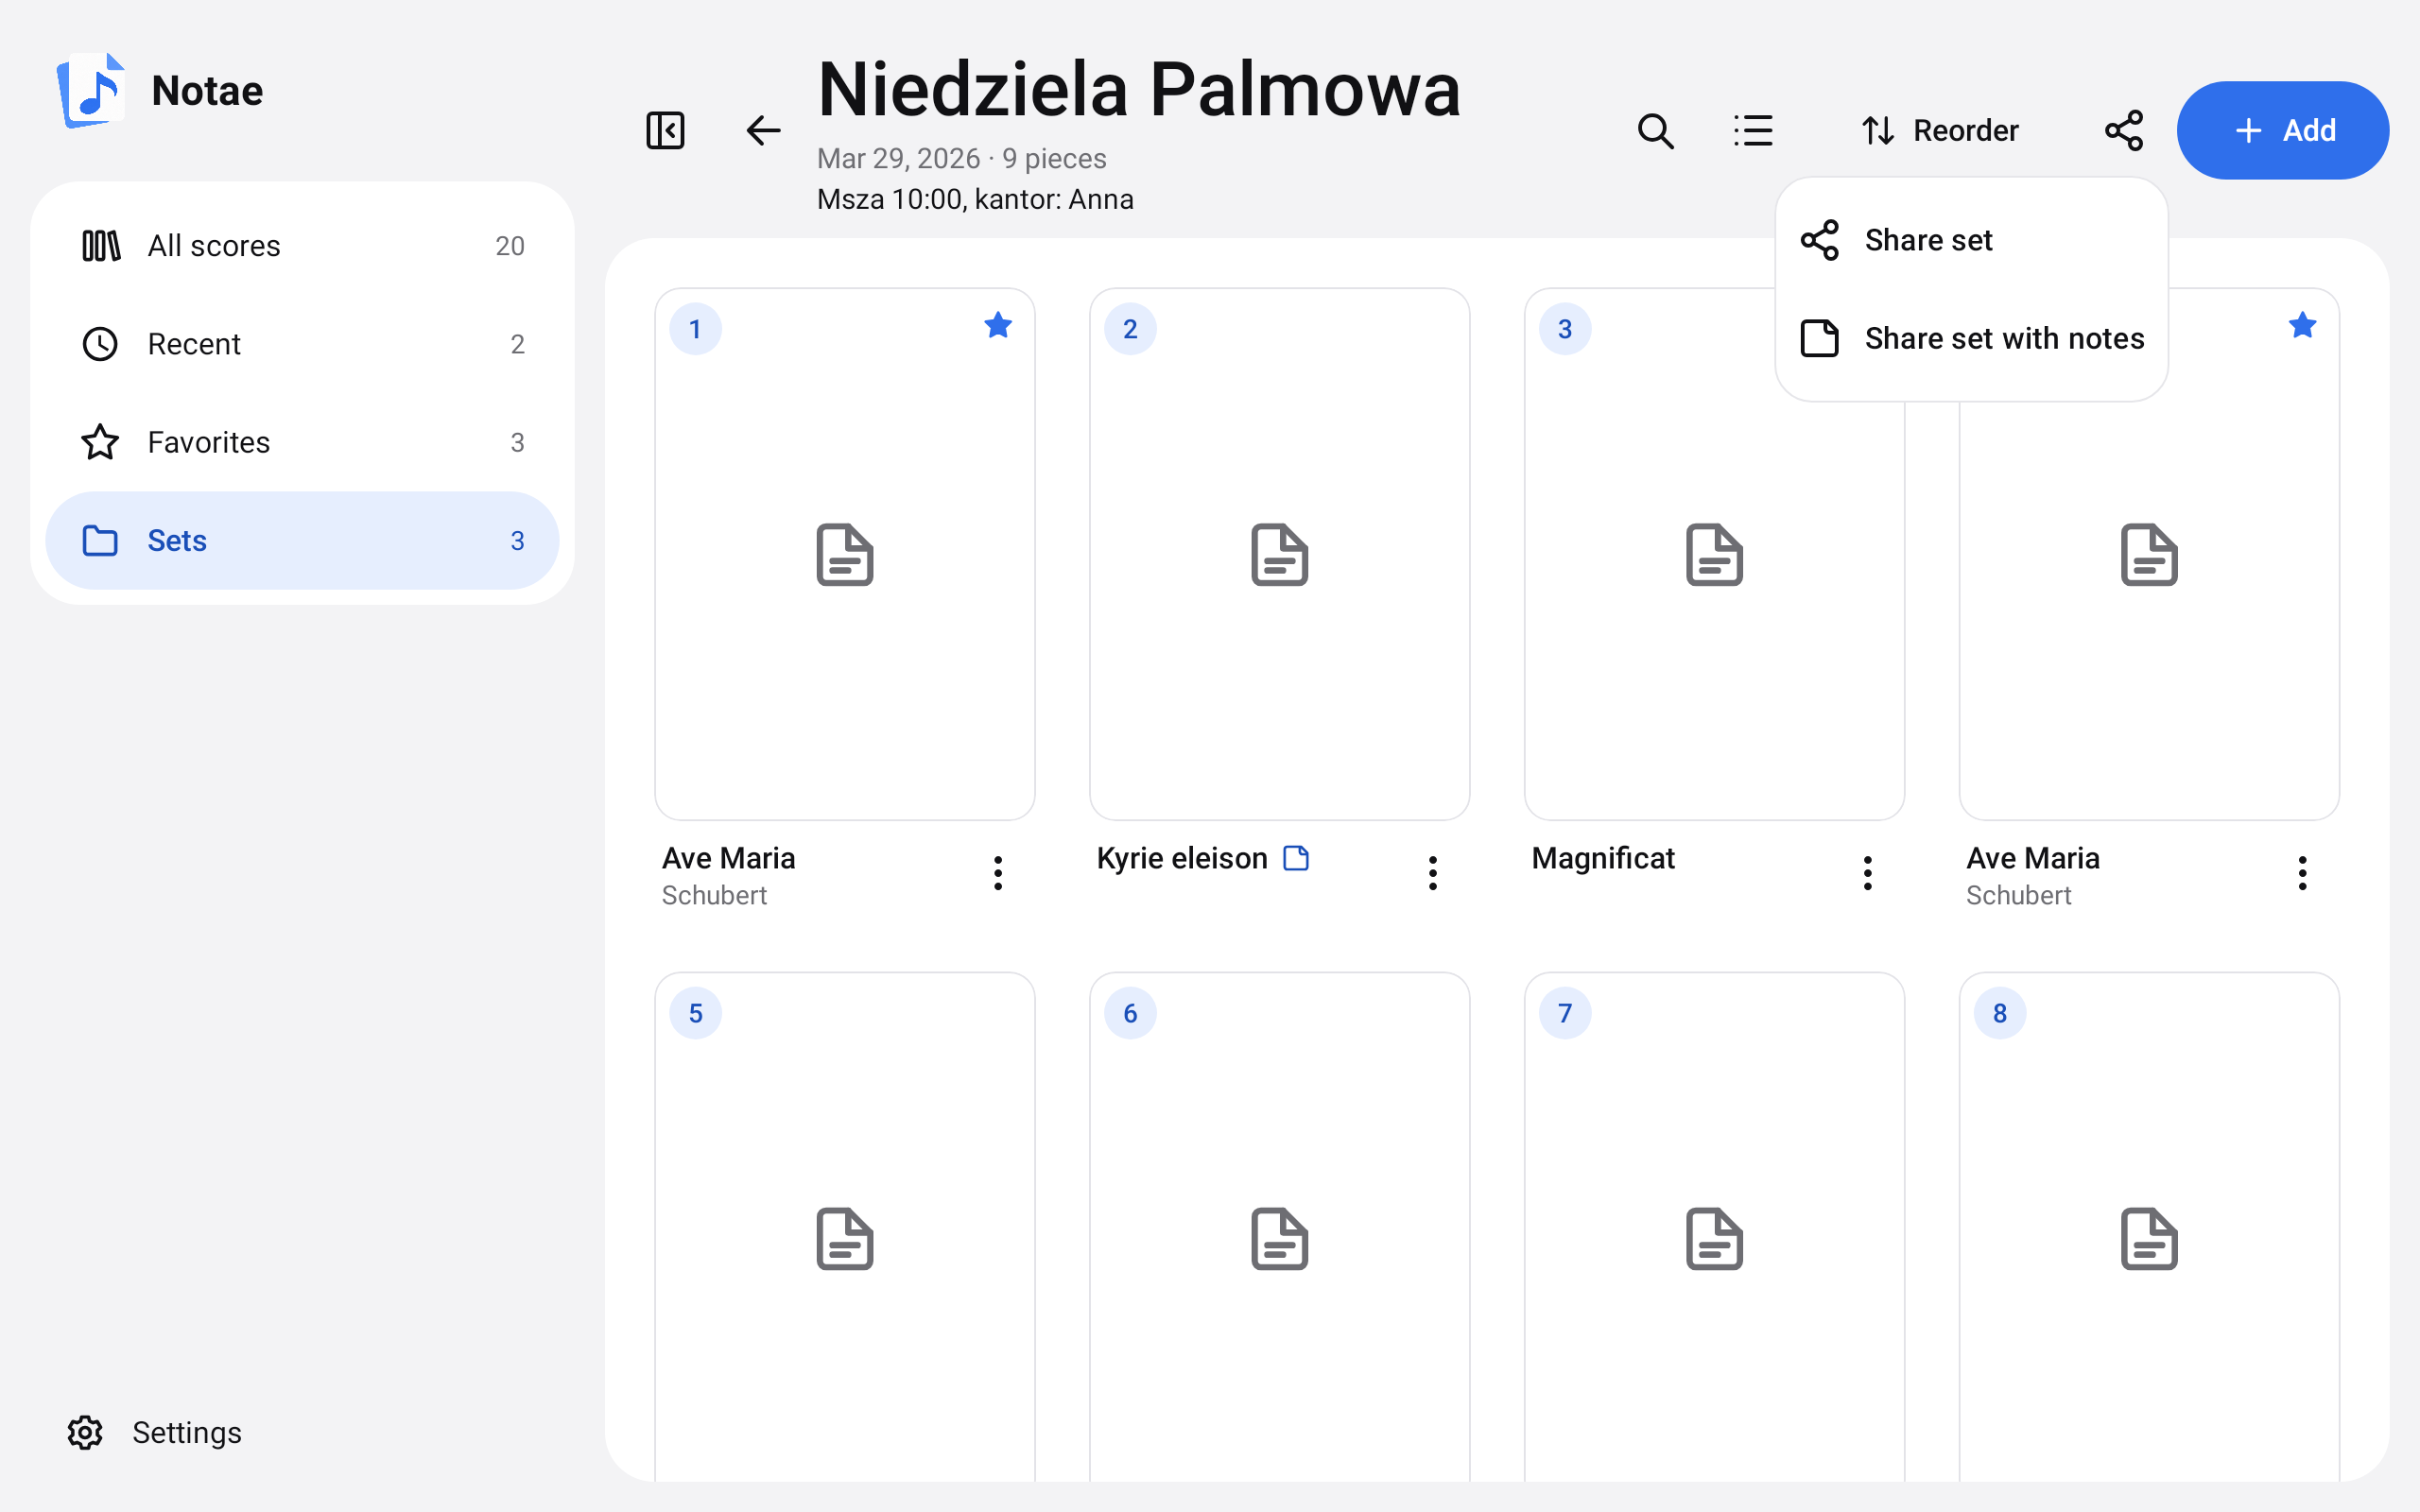 Notae
All scores 20
Recent 2
Favorites 3
Sets 3
Settings
Niedziela Palmowa
Mar 29, 2026 · 9 pieces
Msza 10:00, kantor: Anna
Reorder
Add
Share set
Share set with notes
1
2
3
Ave Maria
Schubert
Kyrie eleison
Magnificat
Ave Maria
Schubert
5
6
7
8